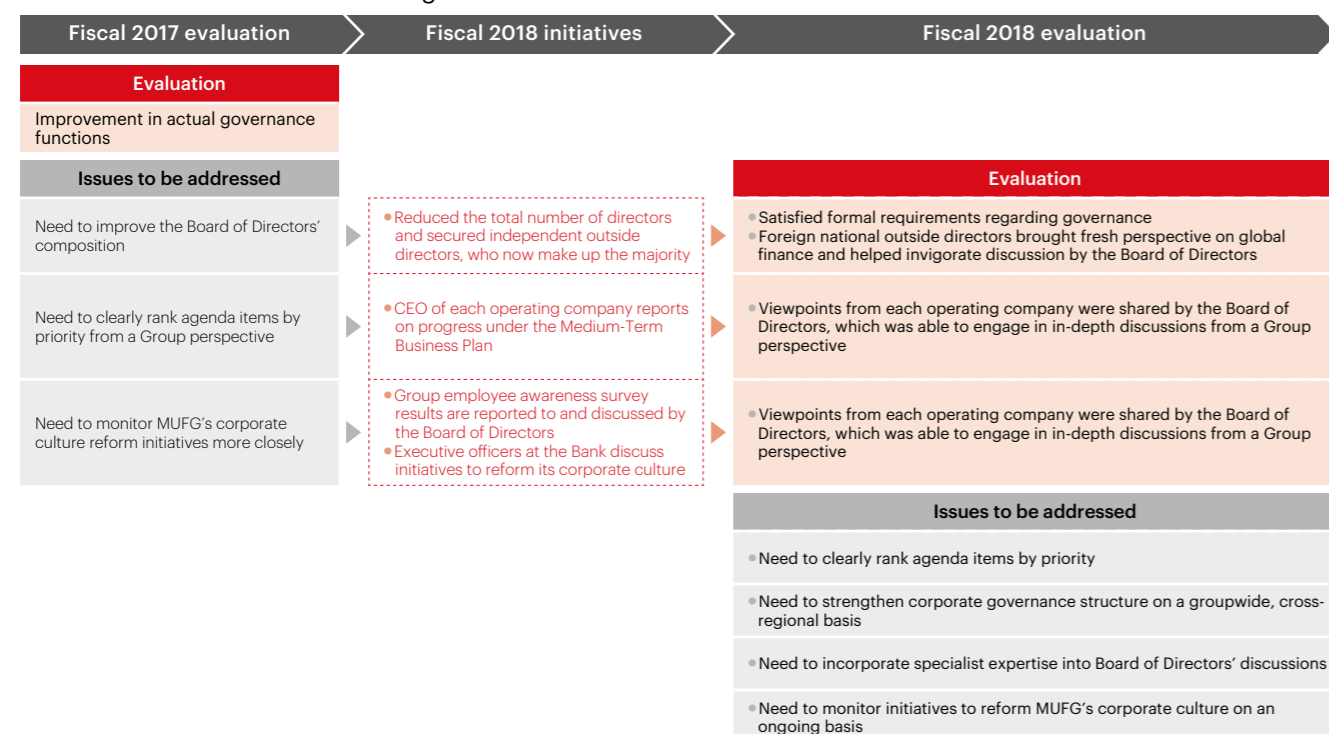 Fiscal 2017 evaluation
Fiscal 2018 initiatives
Fiscal 2018 evaluation
Evaluation
Improvement in actual governance
functions
Issues to be addressed
Need to improve the Board of Directors'
composition
Need to clearly rank agenda items by
priority from a Group perspective
Need to monitor MUFG's corporate
culture reform initiatives more closely
•Reduced the total number of directors
and secured independent outside
directors, who now make up the majority
•CEO of each operating company reports
on progress under the Medium-Term
Business Plan
•Group employee awareness survey
results are reported to and discussed by
the Board of Directors
•Executive officers at the Bank discuss
initiatives to reform its corporate culture
Evaluation
•Satisfied formal requirements regarding governance
•Foreign national outside directors brought fresh perspective on global
finance and helped invigorate discussion by the Board of Directors
•Viewpoints from each operating company were shared by the Board of
Directors, which was able to engage in in-depth discussions from a Group
perspective
•Viewpoints from each operating company were shared by the Board of
Directors, which was able to engage in in-depth discussions from a Group
perspective
Issues to be addressed
•Need to clearly rank agenda items by priority
•Need to strengthen corporate governance structure on a groupwide, cross-
regional basis
•Need to incorporate specialist expertise into Board of Directors' discussions
•Need to monitor initiatives to reform MUFG's corporate culture on an
ongoing basis